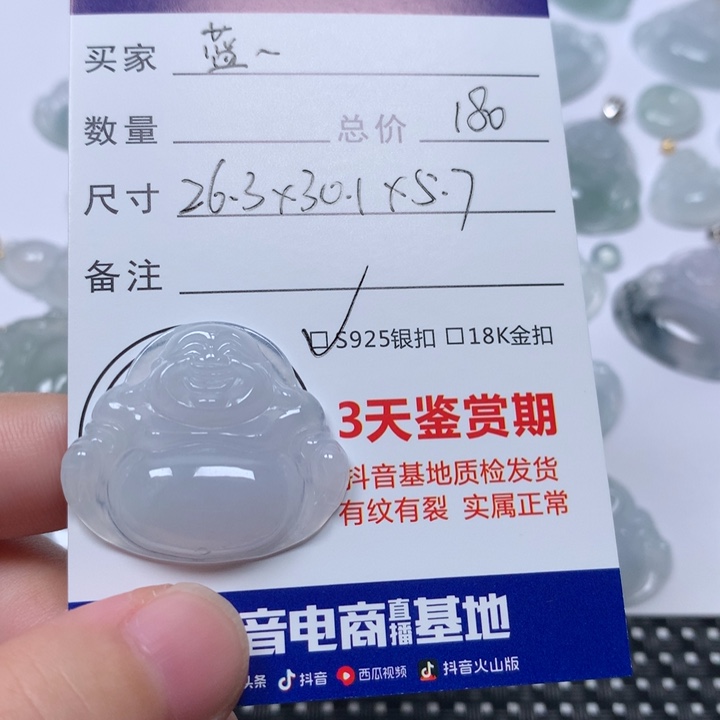 买家 蓝~
数量 总价 180
尺寸 26.3×30.1×5.7
备注
☑S925银扣 ☐18K金扣
3天鉴赏期
抖音基地质检发货
有纹有裂 实属正常
音电商直播基地
头条 抖音 西瓜视频 抖音火山版